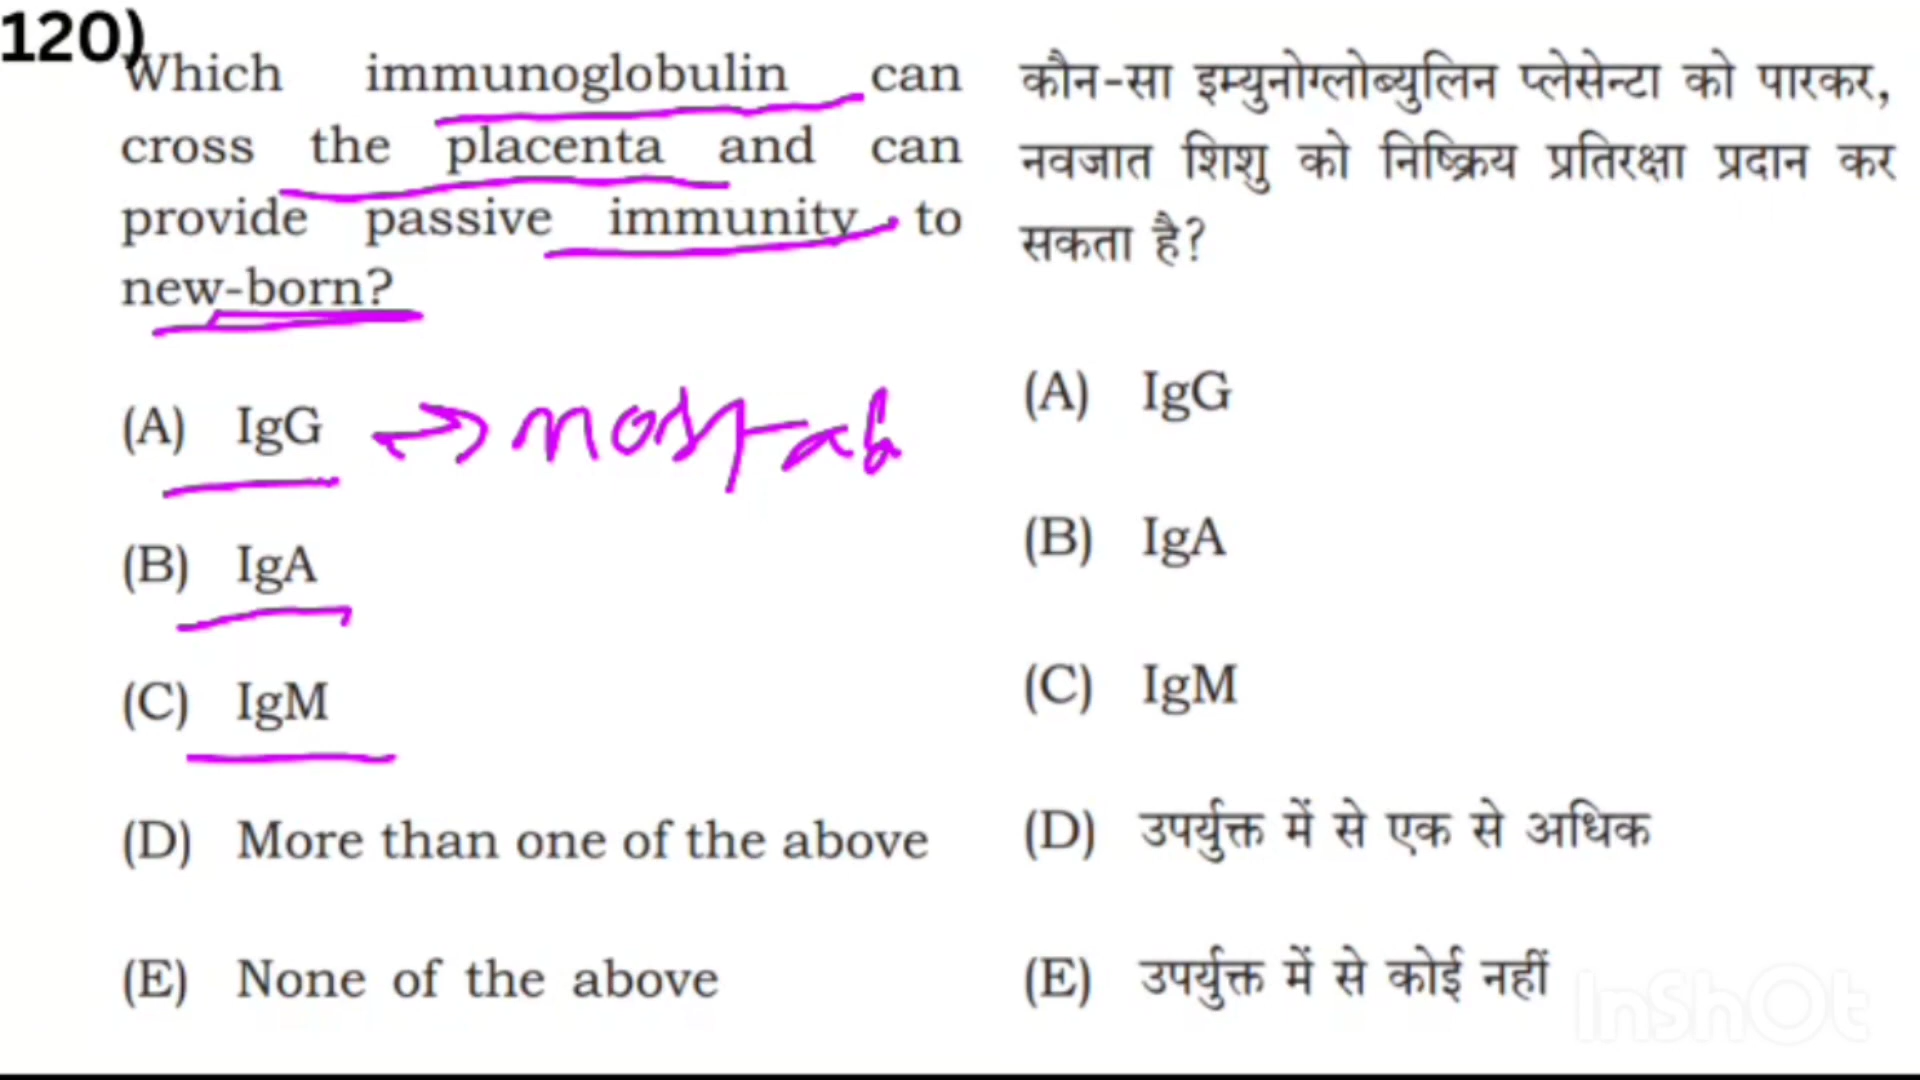 120)
Which immunoglobulin can
cross the placenta and can
provide passive immunity to
new-born?
(A) IgG
(B) IgA
(C) IgM
(D) More than one of the above
(E) None of the above
कौन-सा इम्युनोग्लोब्युलिन प्लेसेन्टा को पारकर,
नवजात शिशु को निष्क्रिय प्रतिरक्षा प्रदान कर
सकता है?
(A) IgG
(B) IgA
(C) IgM
(D) उपर्युक्त में से एक से अधिक
(E) उपर्युक्त में से कोई नहीं
InShOt